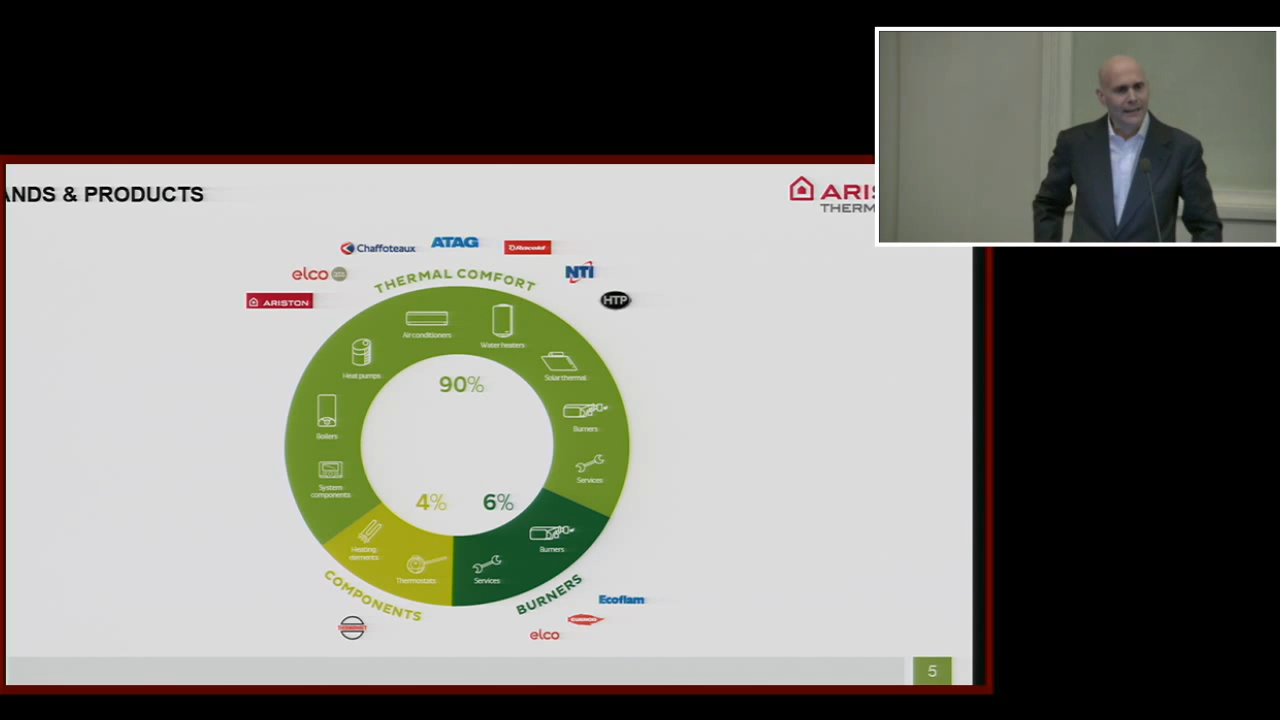 ANDS & PRODUCTS
ARIS
THERM
Chaffoteaux
ATAG
Racold
elco
NTI
ARISTON
HTP
THERMAL COMFORT
Air conditioners
Water heaters
Heat pumps
Solar thermal
90%
Boilers
Burners
System
components
Services
4%
6%
Heating
elements
Thermostats
Services
Burners
COMPONENTS
BURNERS
Ecoflam
elco
5